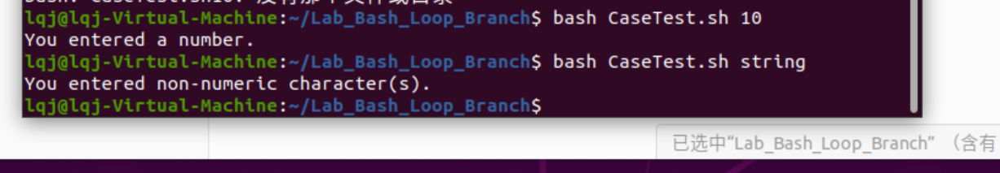 lqj@lqj-Virtual-Machine:~/Lab_Bash_Loop_Branch$ bash CaseTest.sh 10
You entered a number.
lqj@lqj-Virtual-Machine:~/Lab_Bash_Loop_Branch$ bash CaseTest.sh string
You entered non-numeric character(s).
lqj@lqj-Virtual-Machine:~/Lab_Bash_Loop_Branch$
已选中“Lab_Bash_Loop_Branch” （含有